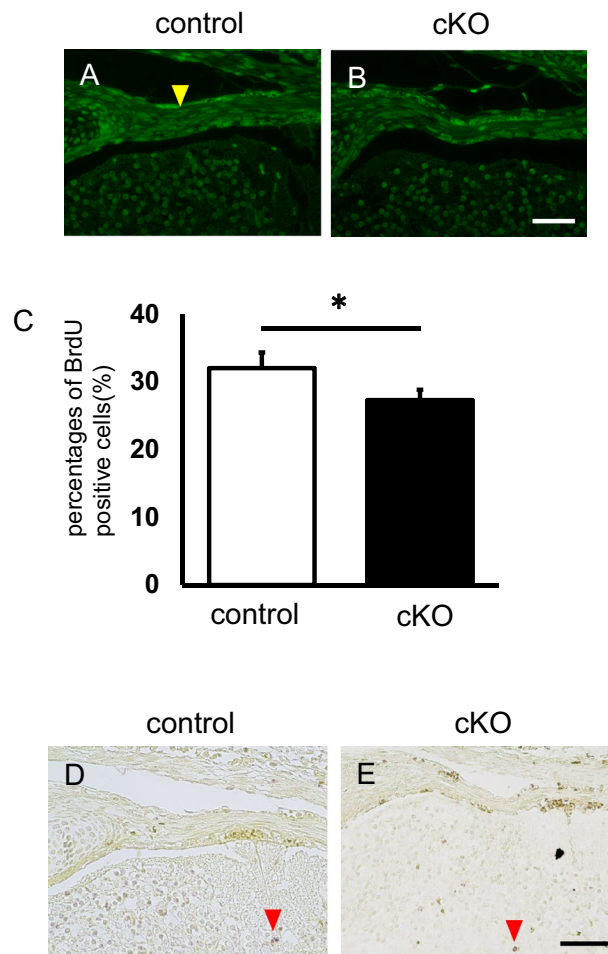 control cKO
A B
C
*
percentages of BrdU
positive cells(%)
40
30
20
10
0
control cKO
control cKO
D E